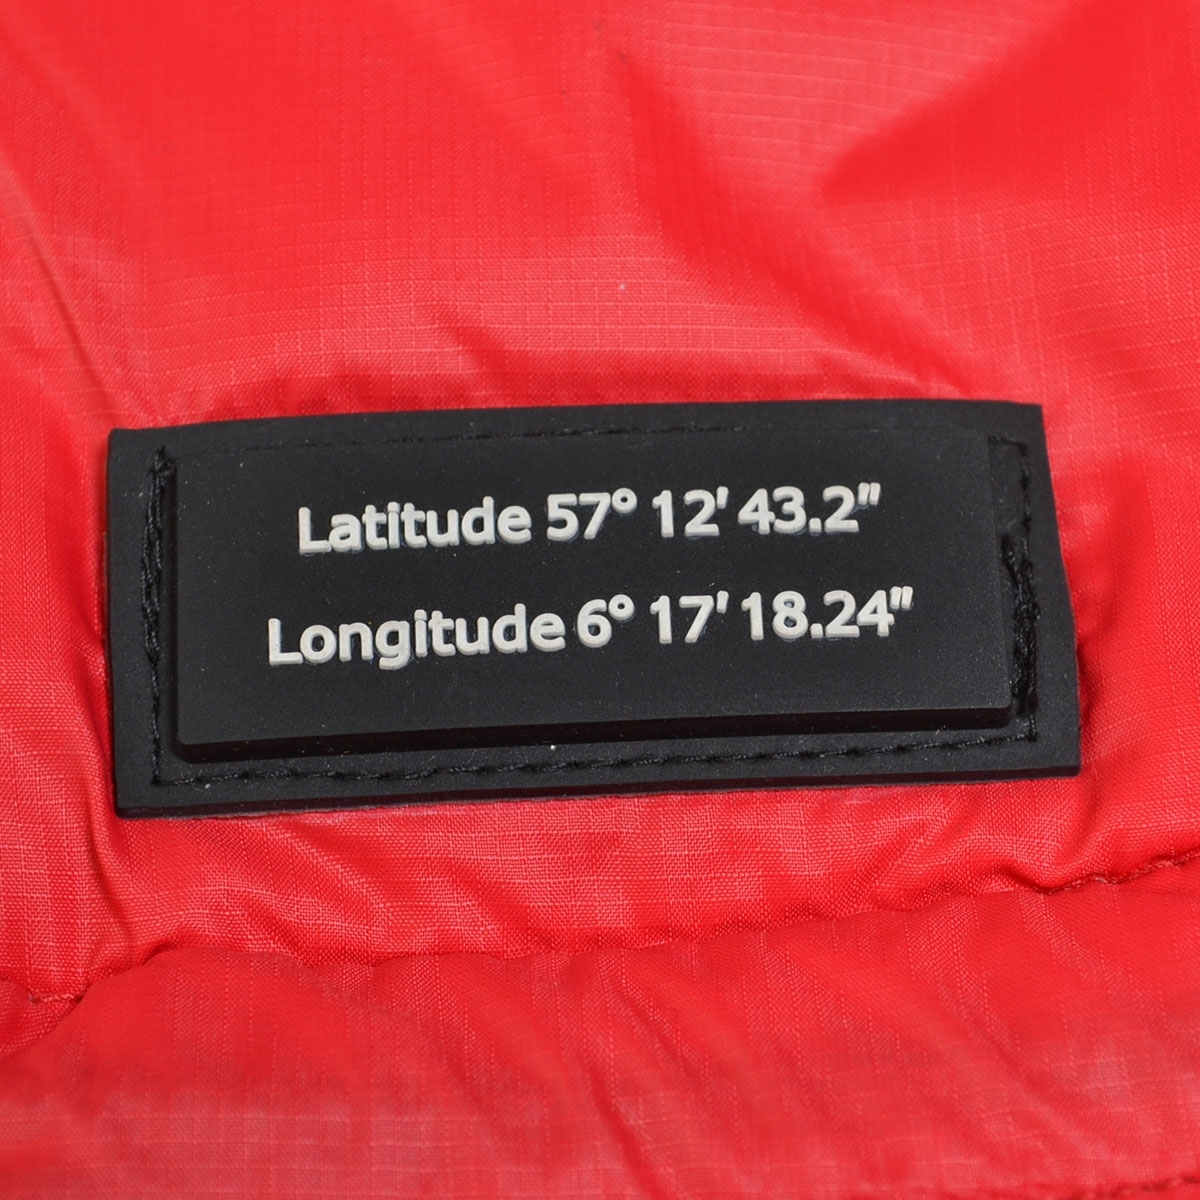 Latitude 57° 12' 43.2"
Longitude 6° 17' 18.24"